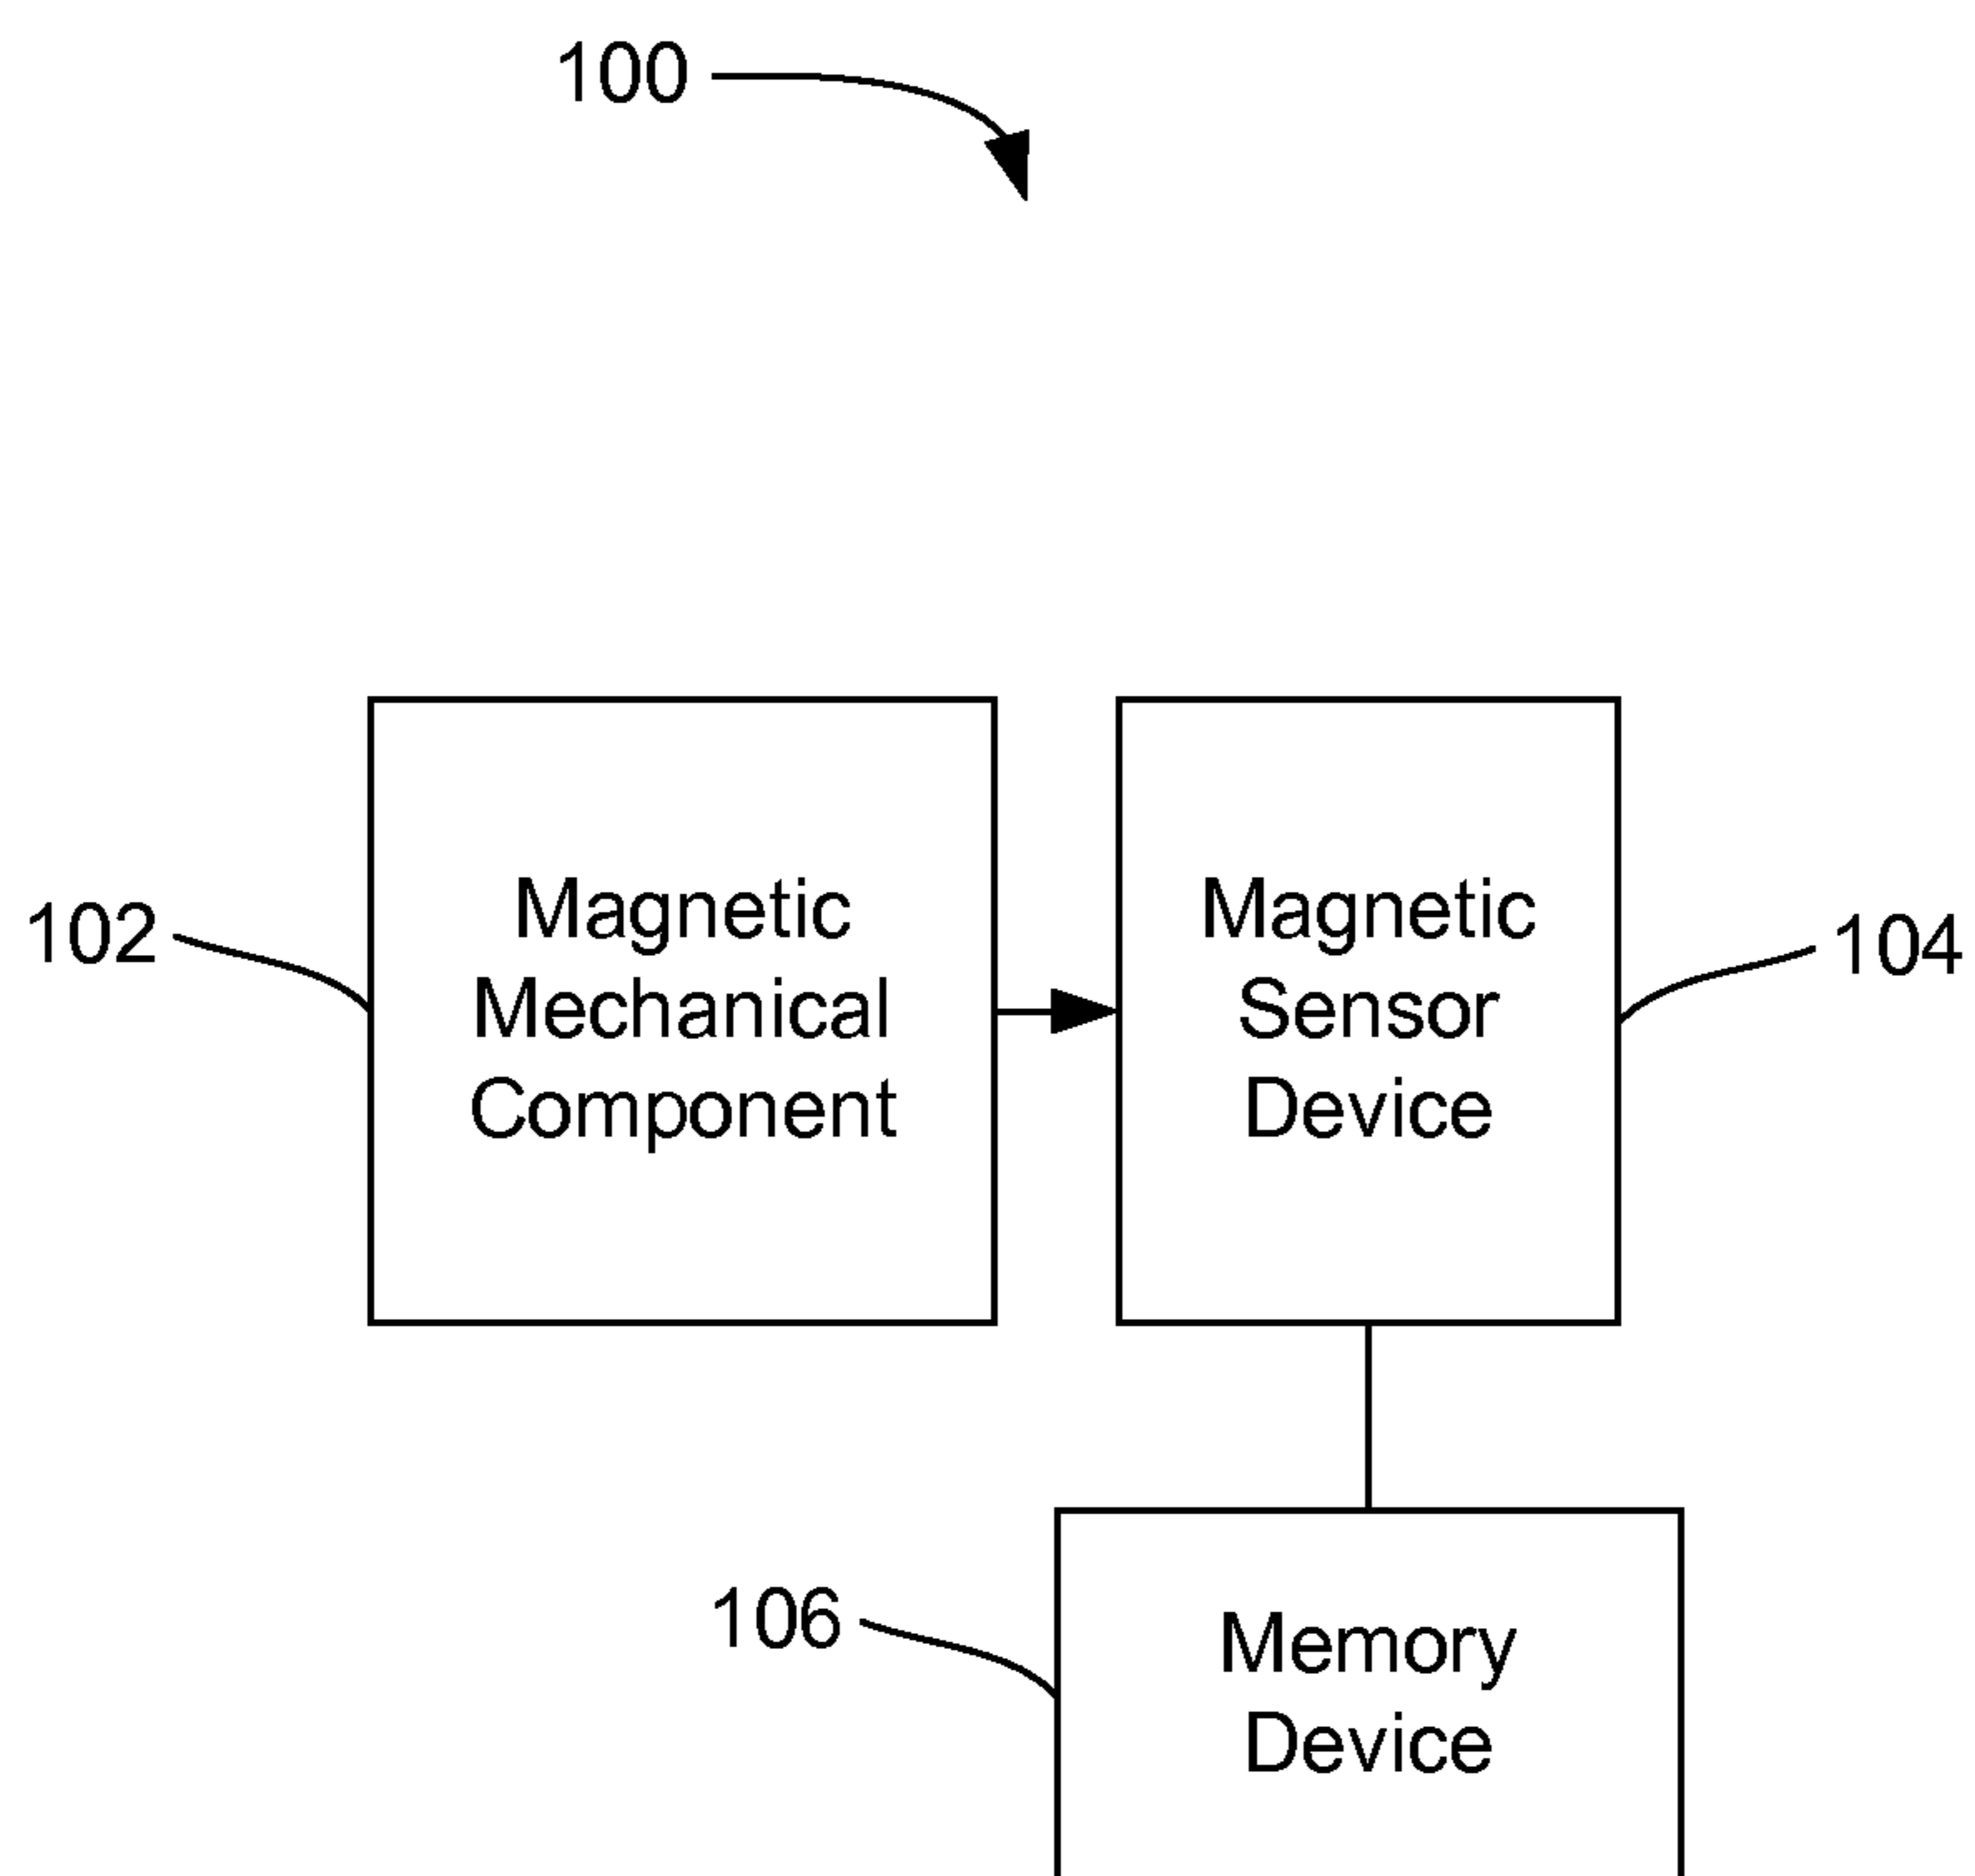 100
102
Magnetic
Mechanical
Component
Magnetic
Sensor
Device
104
106
Memory
Device